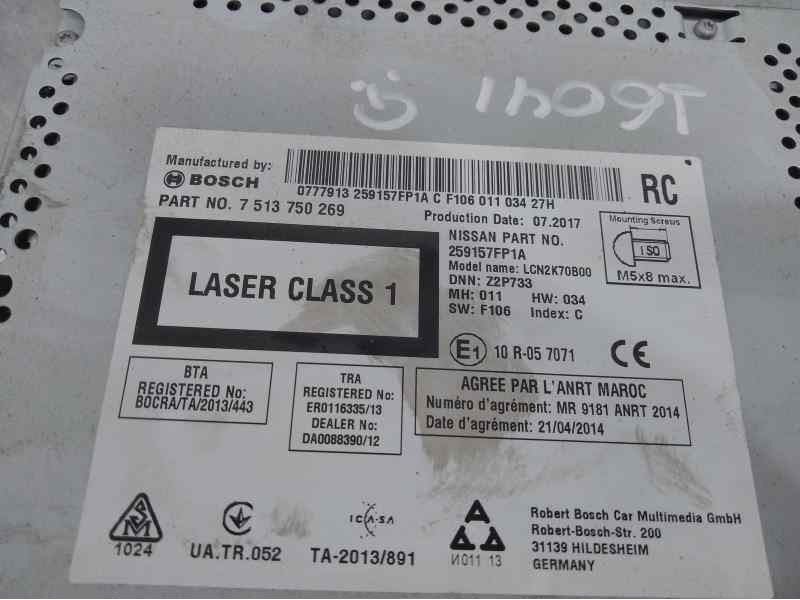 16041
Manufactured by:
BOSCH
0777913 259157FP1A C F106 011 034 27H
RC
PART NO. 7 513 750 269
Production Date: 07.2017
LASER CLASS 1
NISSAN PART NO.
259157FP1A
Model name: LCN2K70B00
DNN: Z2P733
MH: 011 HW: 034
SW: F106 Index: C
Mounting Screws
ISO
M5x8 max.
E1 10 R-05 7071
CE
BTA
REGISTERED No:
BOCRA/TA/2013/443
TRA
REGISTERED No:
ER0116335/13
DEALER No:
DA0088390/12
AGREE PAR L'ANRT MAROC
Numéro d'agrément: MR 9181 ANRT 2014
Date d'agrément: 21/04/2014
1024
UA.TR.052
ICASA
TA-2013/891
И011 13
Robert Bosch Car Multimedia GmbH
Robert-Bosch-Str. 200
31139 HILDESHEIM
GERMANY